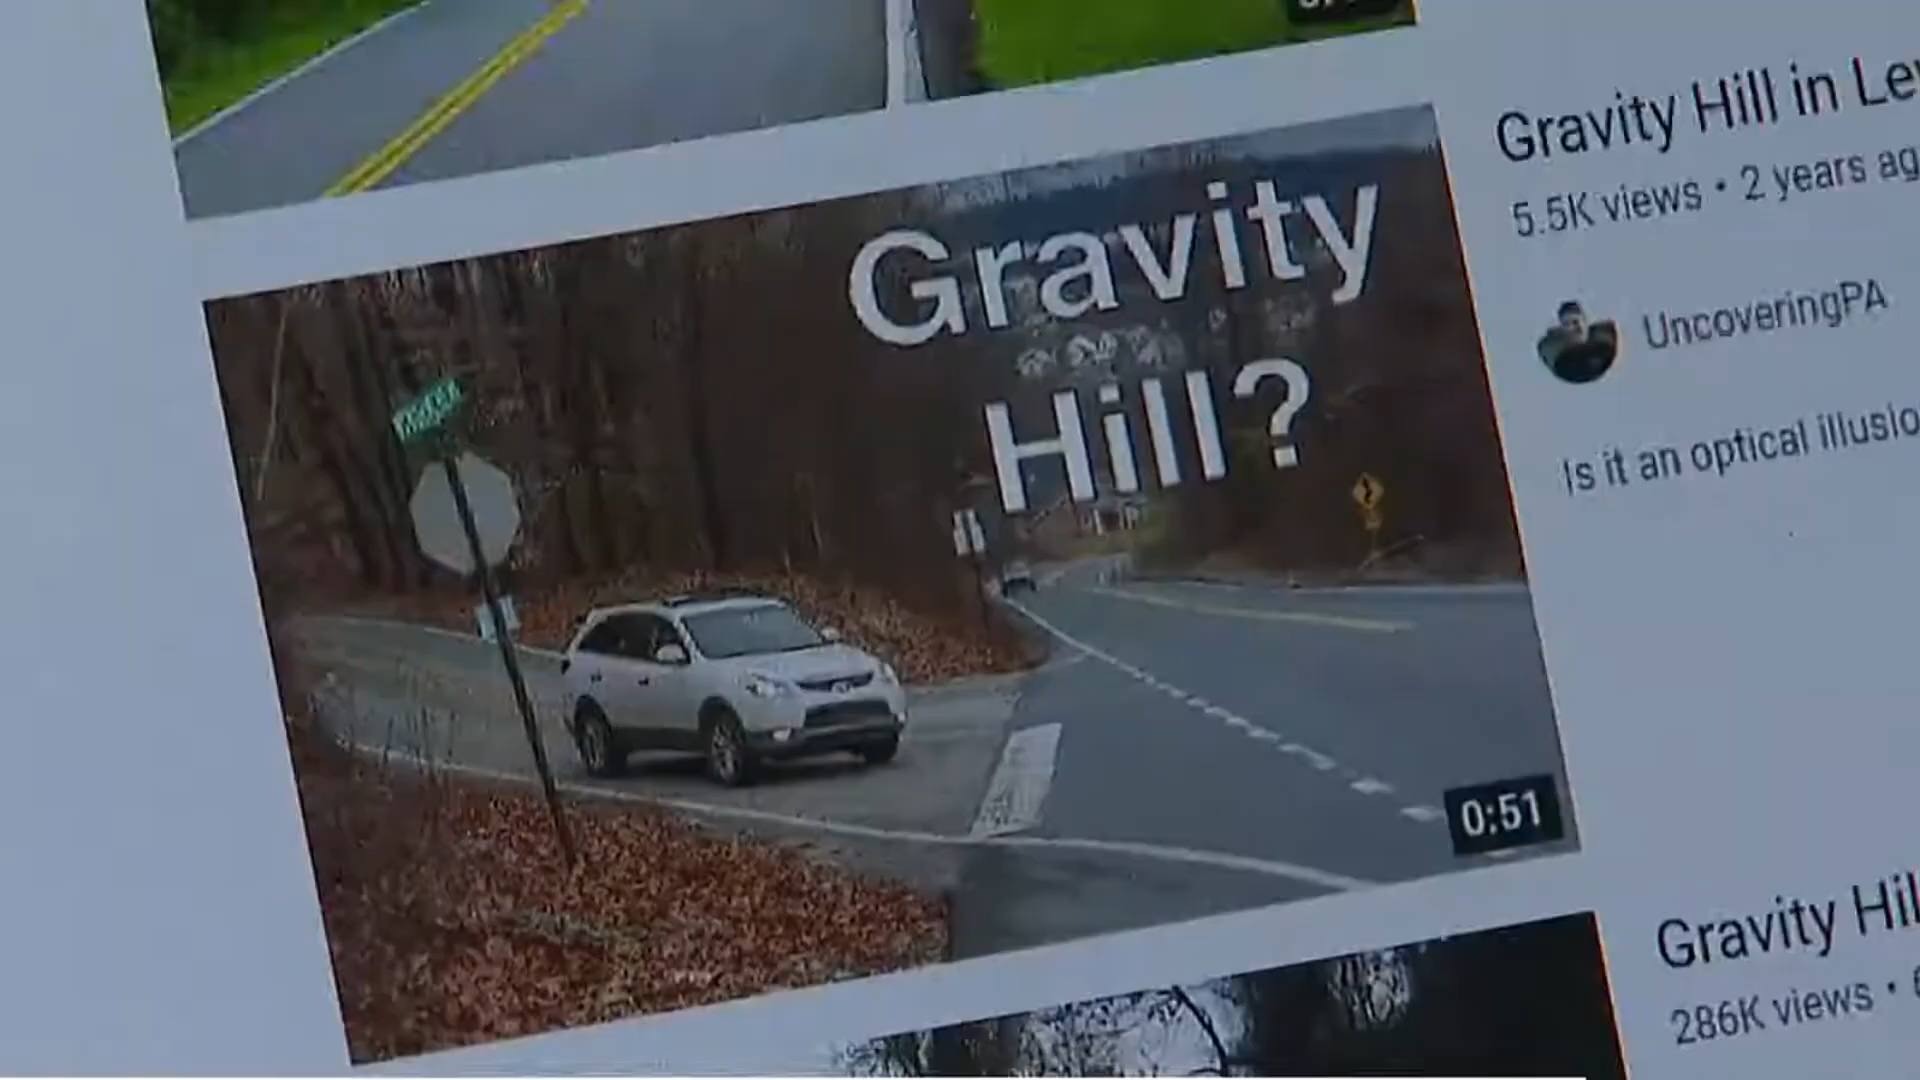 Gravity Hill in Le
5.5K views • 2 years ag
UncoveringPA
Is it an optical illusio
Gravity
Hill?
0:51
Gravity Hil
286K views •